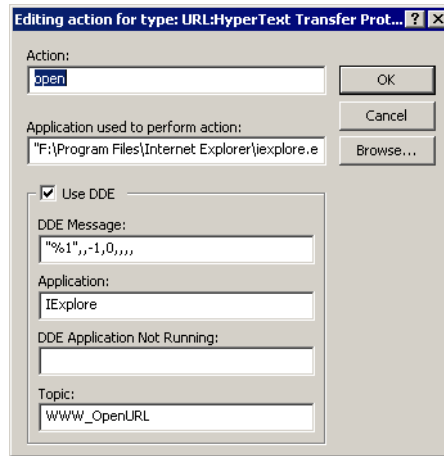 Editing action for type: URL:HyperText Transfer Prot...
Action:
open
OK
Application used to perform action:
Cancel
"F:\Program Files\Internet Explorer\iexplore.e
Browse...
Use DDE
DDE Message:
"%1",,-1,0,,,,
Application:
IExplore
DDE Application Not Running:
Topic:
WWW_OpenURL